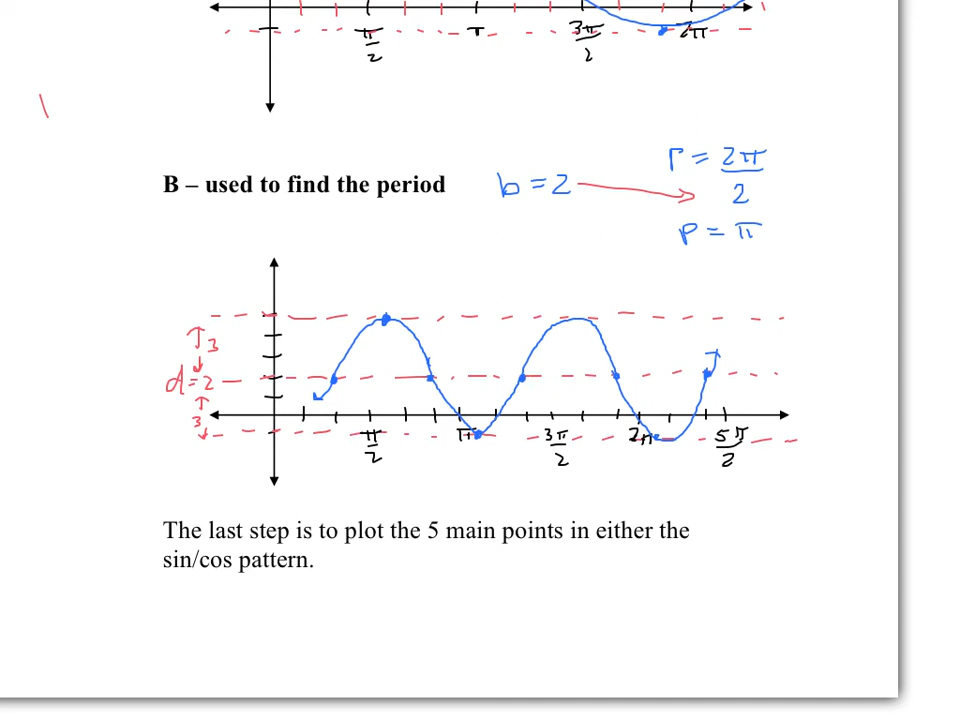 π/2 π 3π/2 2π
B – used to find the period b = 2 P = 2π/2
P = π
3
d = 2
3
π/2 π 3π/2 2π 5π/2
The last step is to plot the 5 main points in either the
sin/cos pattern.